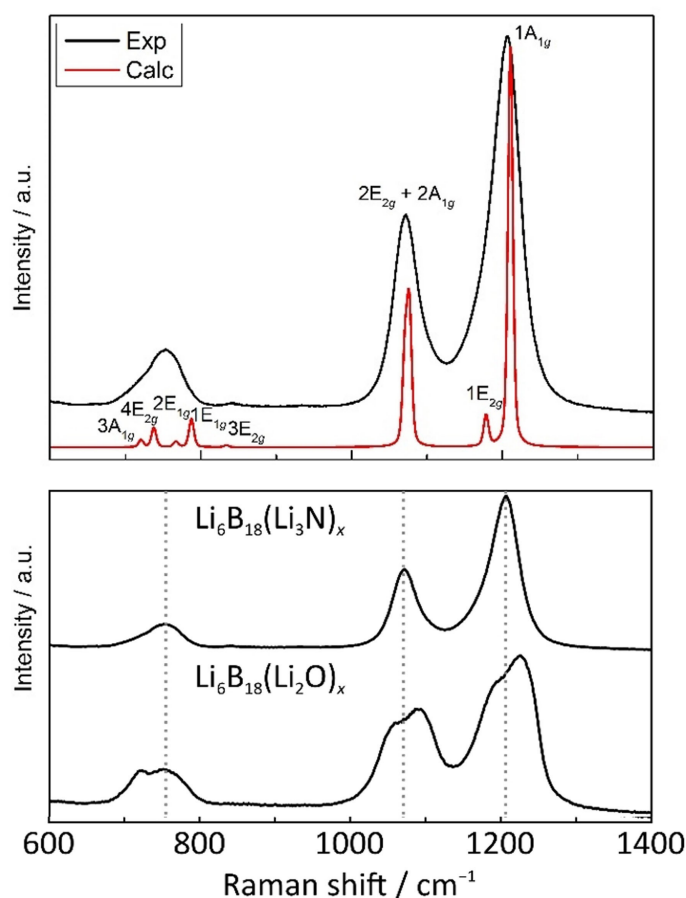 Exp
Calc
1A1g
2E2g + 2A1g
1E2g
4E2g 2E1g 1E1g
3A1g 3E2g
Intensity / a.u.
Li6B18(Li3N)x
Li6B18(Li2O)x
Intensity / a.u.
600 800 1000 1200 1400
Raman shift / cm−1